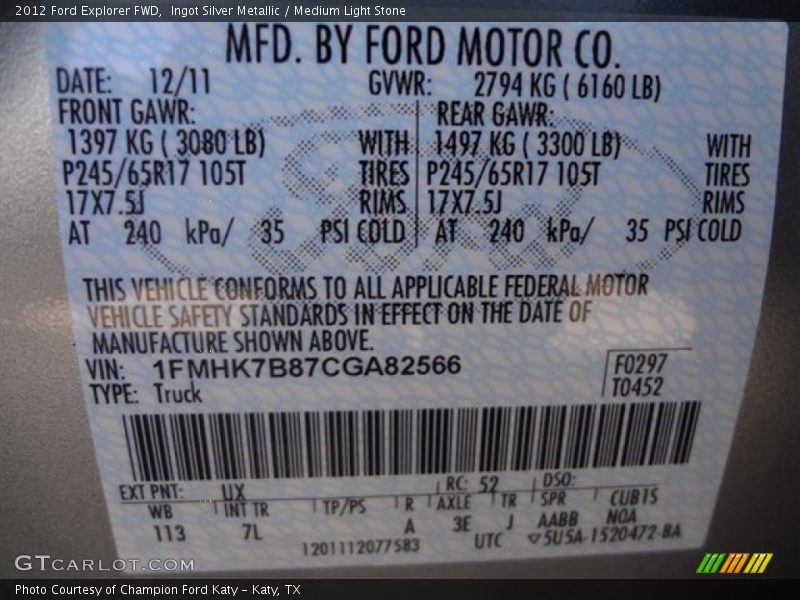 2012 Ford Explorer FWD,  Ingot Silver Metallic / Medium Light Stone
MFD. BY FORD MOTOR CO.
DATE: 12/11 GVWR: 2794 KG ( 6160 LB)
FRONT GAWR: REAR GAWR:
1397 KG ( 3080 LB) WITH 1497 KG ( 3300 LB) WITH
P245/65R17 105T TIRES P245/65R17 105T TIRES
17X7.5J RIMS 17X7.5J RIMS
AT 240 kPa/ 35 PSI COLD AT 240 kPa/ 35 PSI COLD
THIS VEHICLE CONFORMS TO ALL APPLICABLE FEDERAL MOTOR
VEHICLE SAFETY STANDARDS IN EFFECT ON THE DATE OF
MANUFACTURE SHOWN ABOVE.
VIN: 1FMHK7B87CGA82566 F0297
TYPE: Truck T0452
EXT PNT: UX RC: 52 DSO:
WB INT TR TP/PS R AXLE TR SPR CUB1S
113 7L A 3E J AABB NOA
1201112077583 UTC ▽5U5A-1520472-BA
GTCARLOT.COM
Photo Courtesy of Champion Ford Katy – Katy, TX